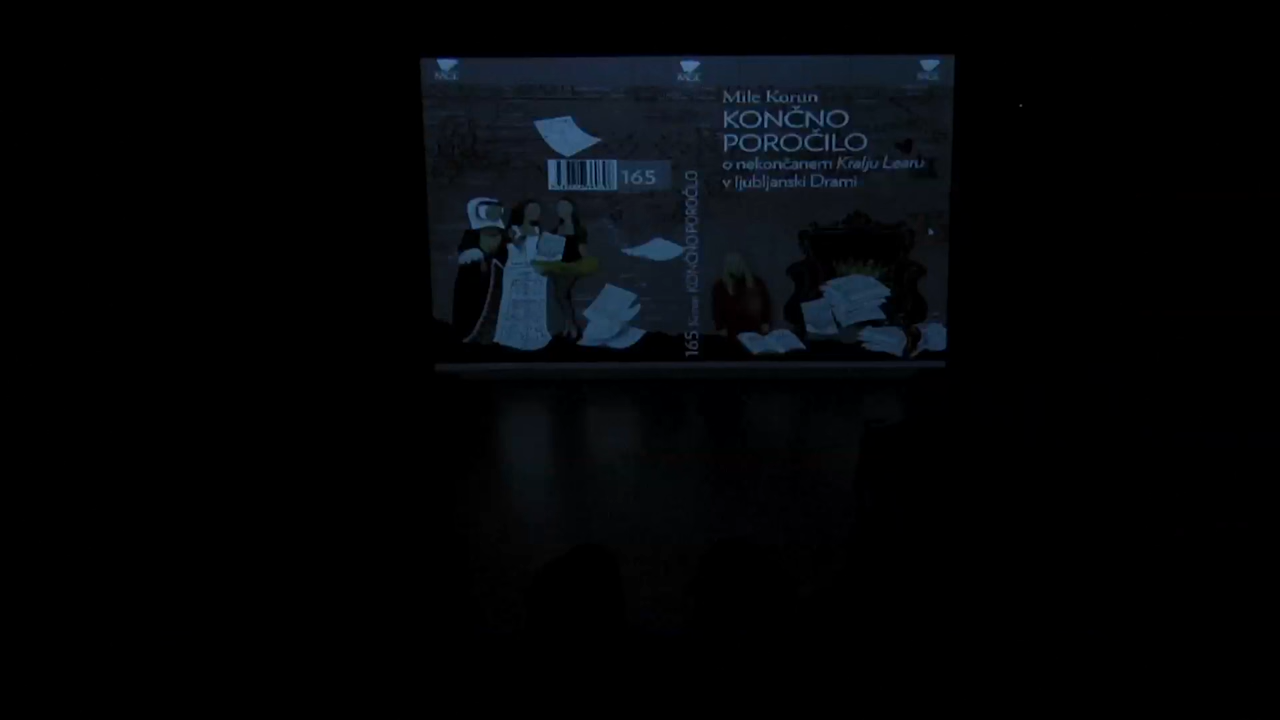 165
165 KONČNO POROČILO
Mile Korun
KONČNO
POROČILO
o nekončanem Kralju Learu
v ljubljanski Drami